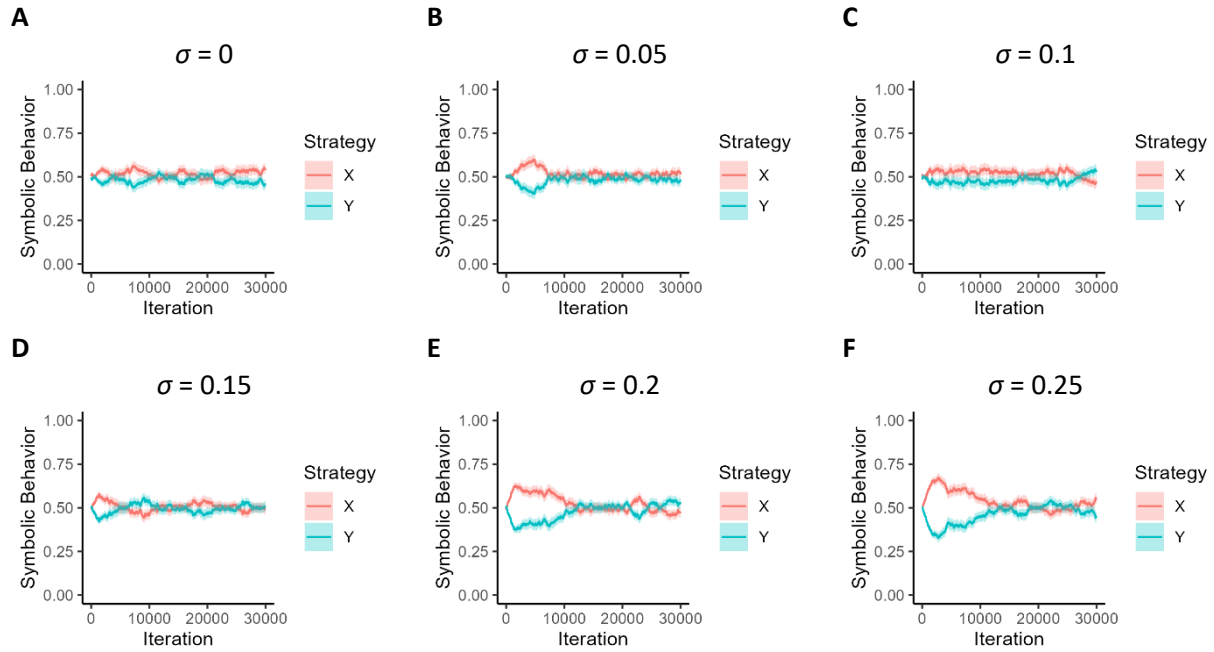 A
σ = 0
Symbolic Behavior
1.00
0.75
0.50
0.25
0.00
0 10000 20000 30000
Iteration
Strategy
X
Y
B
σ = 0.05
Symbolic Behavior
1.00
0.75
0.50
0.25
0.00
0 10000 20000 30000
Iteration
Strategy
X
Y
C
σ = 0.1
Symbolic Behavior
1.00
0.75
0.50
0.25
0.00
0 10000 20000 30000
Iteration
Strategy
X
Y
D
σ = 0.15
Symbolic Behavior
1.00
0.75
0.50
0.25
0.00
0 10000 20000 30000
Iteration
Strategy
X
Y
E
σ = 0.2
Symbolic Behavior
1.00
0.75
0.50
0.25
0.00
0 10000 20000 30000
Iteration
Strategy
X
Y
F
σ = 0.25
Symbolic Behavior
1.00
0.75
0.50
0.25
0.00
0 10000 20000 30000
Iteration
Strategy
X
Y